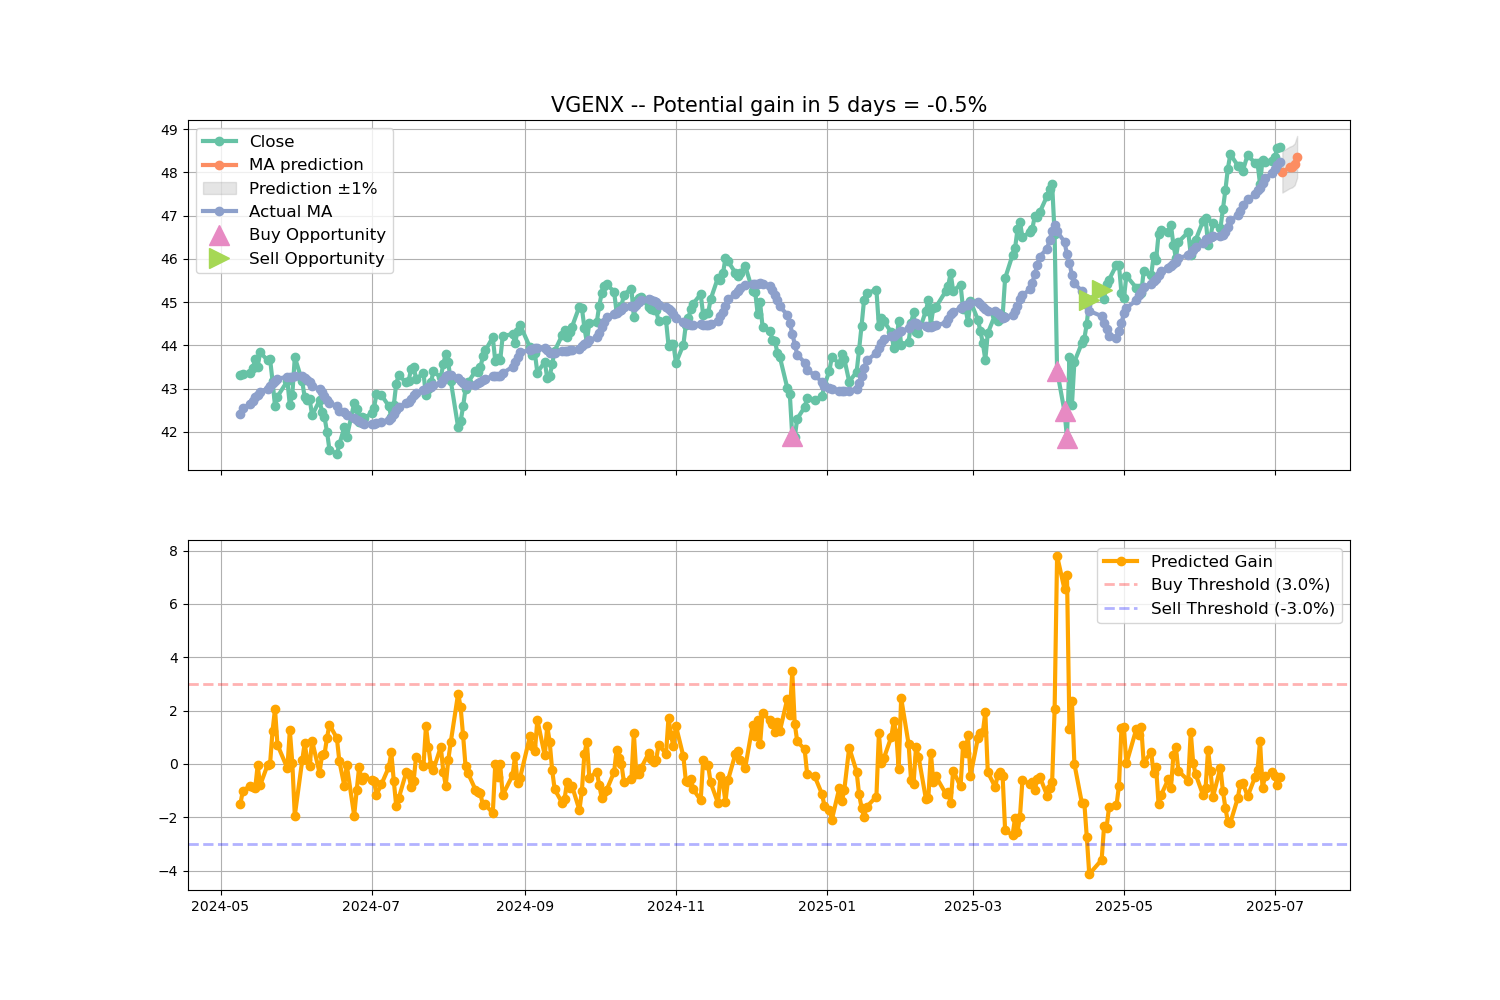 VGENX -- Potential gain in 5 days = -0.5%
49
48
47
46
45
44
43
42
Close
MA prediction
Prediction ±1%
Actual MA
Buy Opportunity
Sell Opportunity
8
6
4
2
0
−2
−4
Predicted Gain
Buy Threshold (3.0%)
Sell Threshold (-3.0%)
2024-05
2024-07
2024-09
2024-11
2025-01
2025-03
2025-05
2025-07